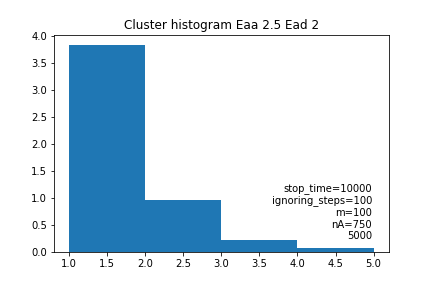 Cluster histogram Eaa 2.5 Ead 2
4.0
3.5
3.0
2.5
2.0
1.5
1.0
0.5
0.0
stop_time=10000
ignoring_steps=100
m=100
nA=750
5000
1.0 1.5 2.0 2.5 3.0 3.5 4.0 4.5 5.0